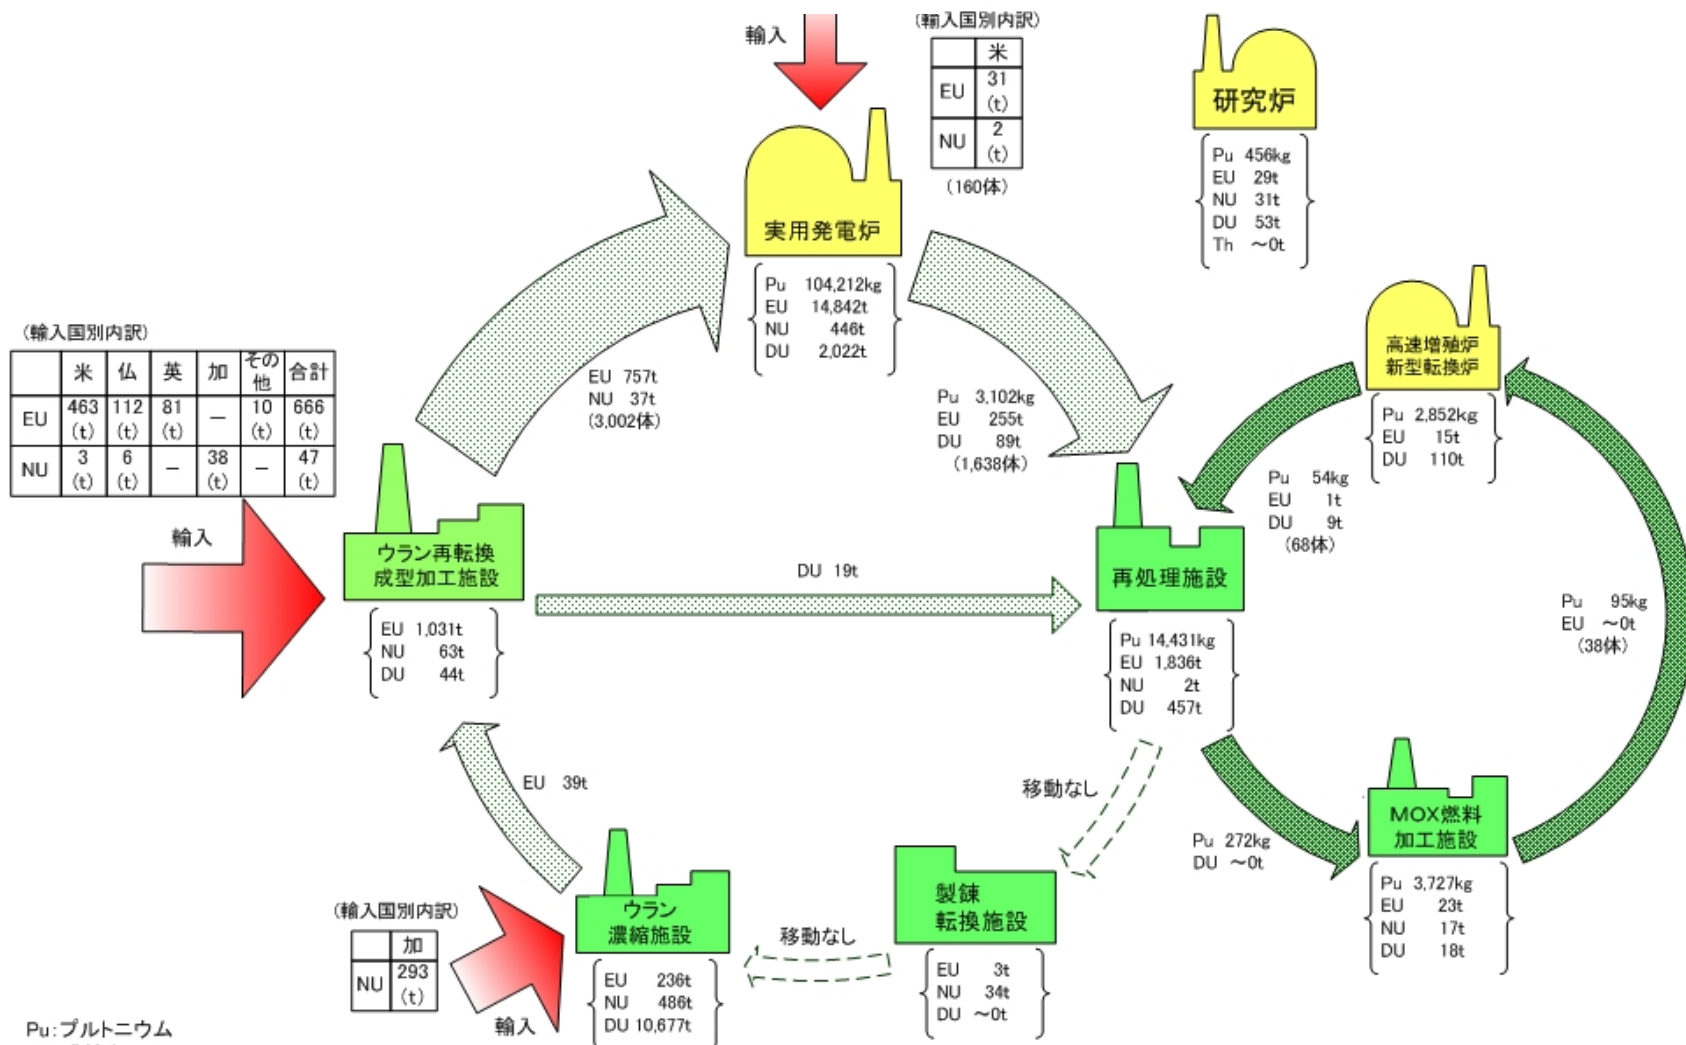 輸入
(輸入国別内訳)
米
EU 31 (t)
NU 2 (t)
(160体)
研究炉
Pu 456kg
EU 29t
NU 31t
DU 53t
Th ～0t
実用発電炉
Pu 104,212kg
EU 14,842t
NU 446t
DU 2,022t
(輸入国別内訳)
米 仏 英 加 その他 合計
EU 463 (t) 112 (t) 81 (t) － 10 (t) 666 (t)
NU 3 (t) 6 (t) － 38 (t) － 47 (t)
輸入
EU 757t
NU 37t
(3,002体)
Pu 3,102kg
EU 255t
DU 89t
(1,638体)
高速増殖炉
新型転換炉
Pu 2,852kg
EU 15t
DU 110t
Pu 54kg
EU 1t
DU 9t
(68体)
ウラン再転換
成型加工施設
EU 1,031t
NU 63t
DU 44t
DU 19t
再処理施設
Pu 14,431kg
EU 1,836t
NU 2t
DU 457t
Pu 95kg
EU ～0t
(38体)
EU 39t
移動なし
Pu 272kg
DU ～0t
MOX燃料
加工施設
Pu 3,727kg
EU 23t
NU 17t
DU 18t
(輸入国別内訳)
加
NU 293 (t)
輸入
ウラン
濃縮施設
EU 236t
NU 486t
DU 10,677t
移動なし
製錬
転換施設
EU 3t
NU 34t
DU ～0t
Pu:プルトニウム